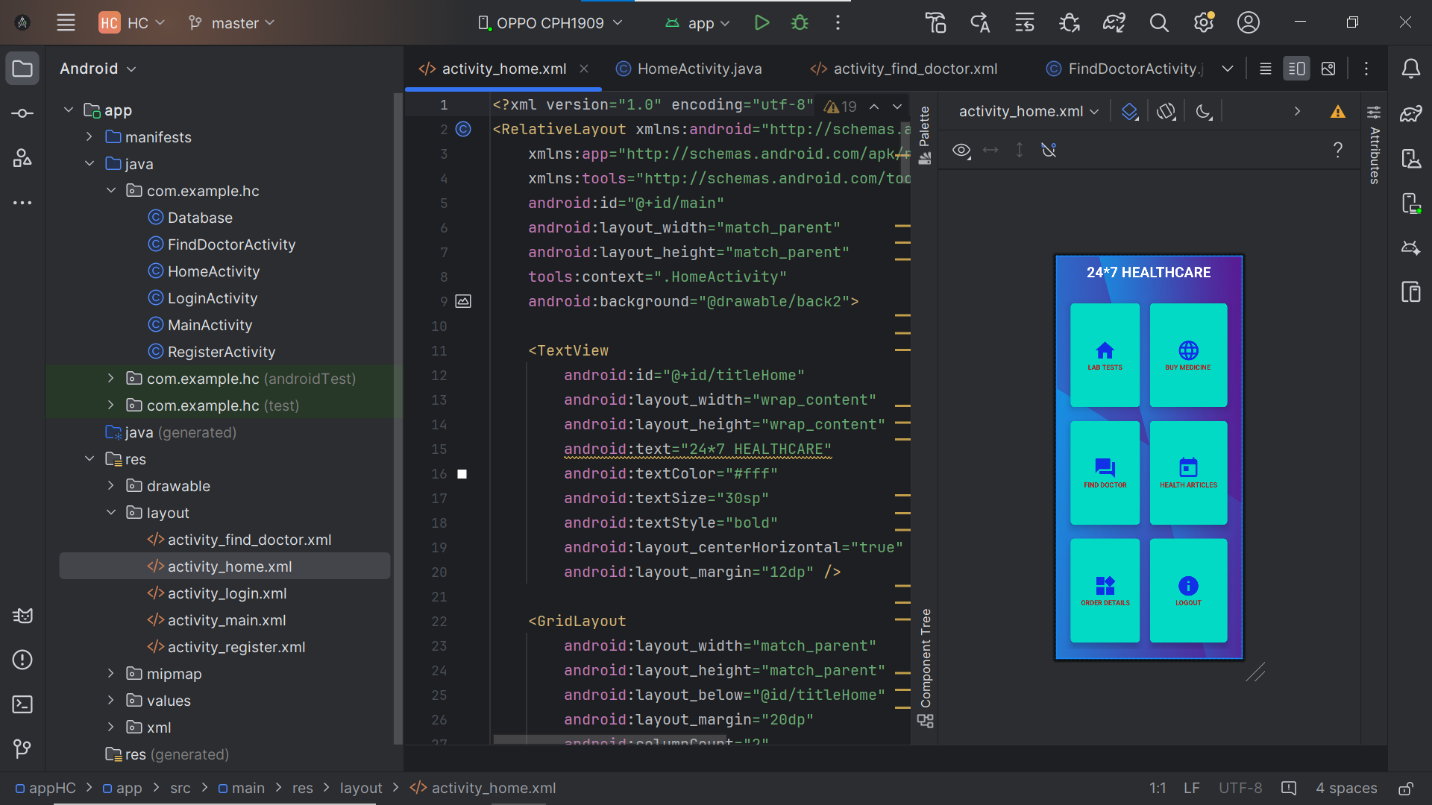 HC HC master OPPO CPH1909 app
Android
activity_home.xml HomeActivity.java activity_find_doctor.xml FindDoctorActivity.j
app
manifests
java
com.example.hc
Database
FindDoctorActivity
HomeActivity
LoginActivity
MainActivity
RegisterActivity
com.example.hc (androidTest)
com.example.hc (test)
java (generated)
res
drawable
layout
activity_find_doctor.xml
activity_home.xml
activity_login.xml
activity_main.xml
activity_register.xml
mipmap
values
xml
res (generated)
19
1 <?xml version="1.0" encoding="utf-8"
2 <RelativeLayout xmlns:android="http://schemas.a
3 xmlns:app="http://schemas.android.com/apk/
4 xmlns:tools="http://schemas.android.com/too
5 android:id="@+id/main"
6 android:layout_width="match_parent"
7 android:layout_height="match_parent"
8 tools:context=".HomeActivity"
9 android:background="@drawable/back2">
10
11 <TextView
12 android:id="@+id/titleHome"
13 android:layout_width="wrap_content"
14 android:layout_height="wrap_content"
15 android:text="24*7 HEALTHCARE"
16 android:textColor="#fff"
17 android:textSize="30sp"
18 android:textStyle="bold"
19 android:layout_centerHorizontal="true"
20 android:layout_margin="12dp" />
21
22 <GridLayout
23 android:layout_width="match_parent"
24 android:layout_height="match_parent"
25 android:layout_below="@id/titleHome"
26 android:layout_margin="20dp"
27 android:columnCount="2"
Palette
Component Tree
activity_home.xml
?
Attributes
24*7 HEALTHCARE
LAB TESTS BUY MEDICINE
FIND DOCTOR HEALTH ARTICLES
ORDER DETAILS LOGOUT
appHC > app > src > main > res > layout > activity_home.xml
1:1 LF UTF-8 4 spaces